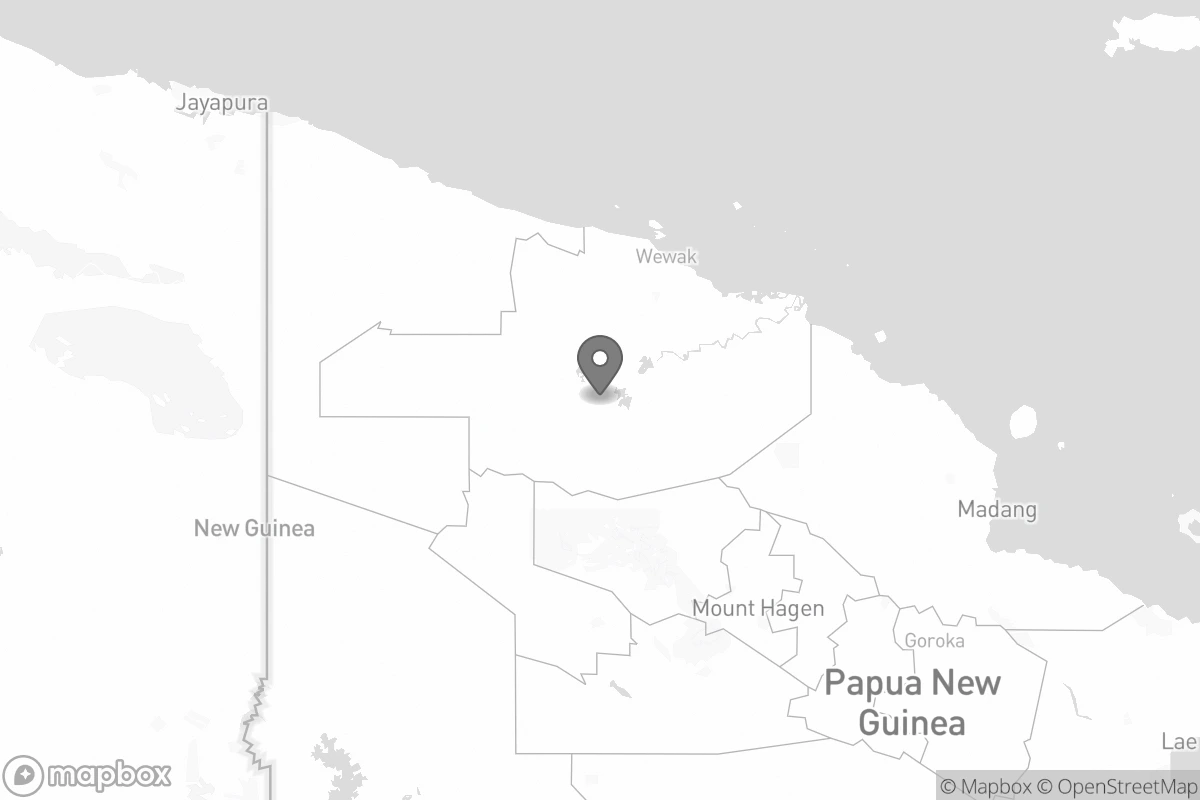 Jayapura
Wewak
New Guinea
Madang
Mount Hagen
Goroka
Papua New
Guinea
Lae
mapbox
© Mapbox © OpenStreetMap